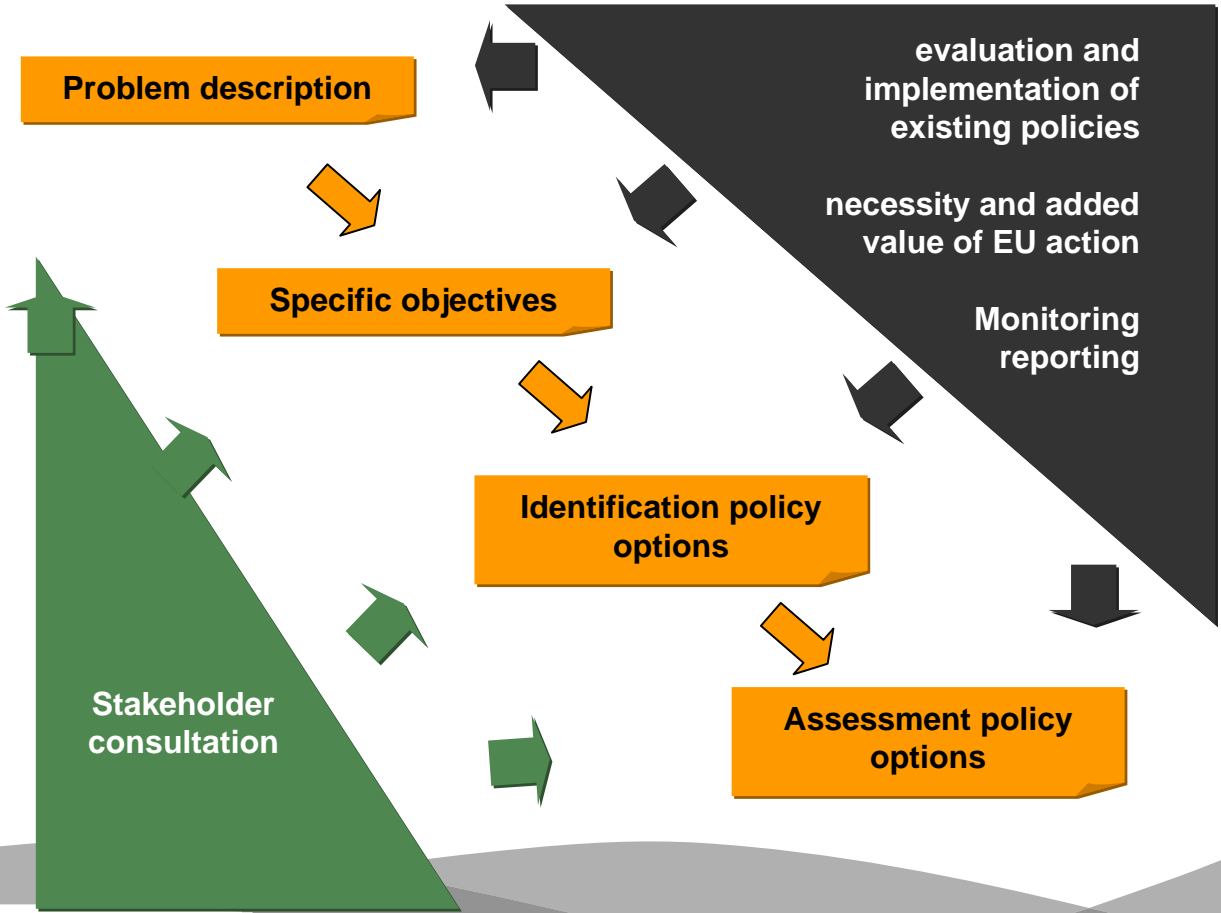 Problem description
Specific objectives
Identification policy
options
Assessment policy
options
evaluation and
implementation of
existing policies
necessity and added
value of EU action
Monitoring
reporting
Stakeholder
consultation